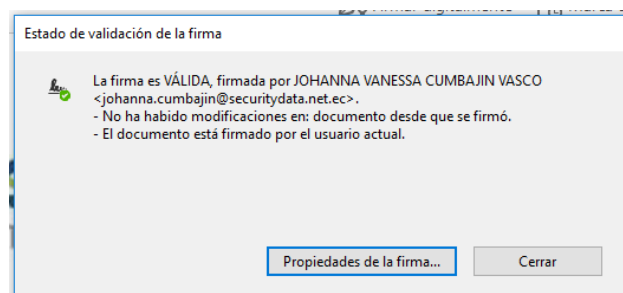 Estado de validación de la firma
La firma es VÁLIDA, firmada por JOHANNA VANESSA CUMBAJIN VASCO
<johanna.cumbajin@securitydata.net.ec>.
- No ha habido modificaciones en: documento desde que se firmó.
- El documento está firmado por el usuario actual.
Propiedades de la firma... Cerrar